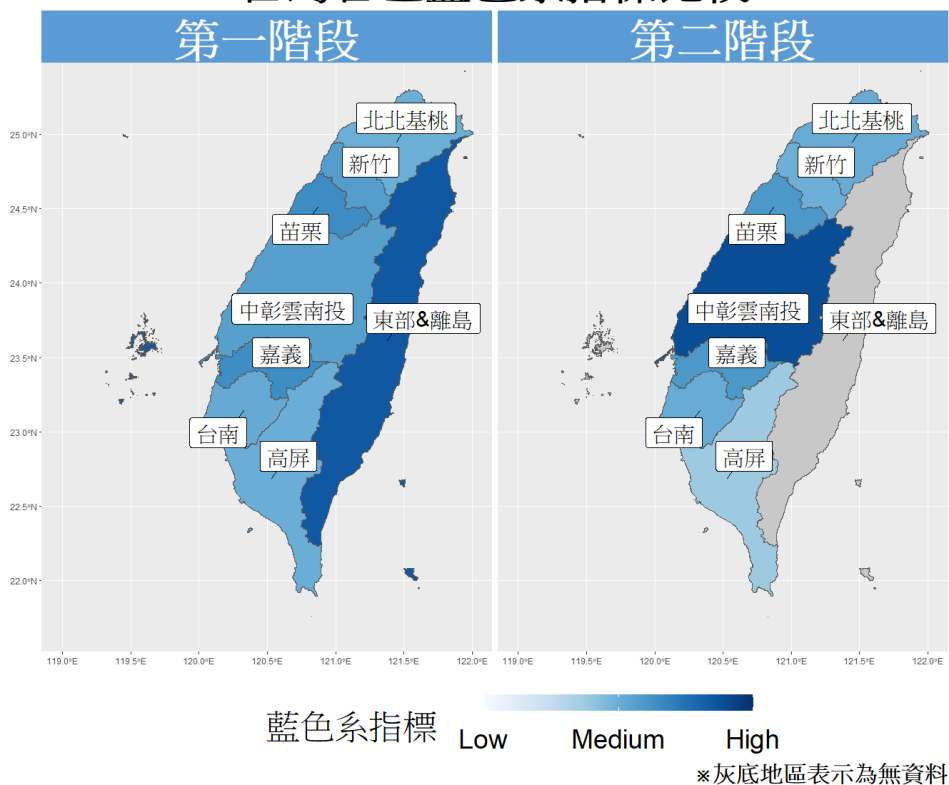 第一階段
第二階段
25.0°N
24.5°N
24.0°N
23.5°N
23.0°N
22.5°N
22.0°N
北北基桃
新竹
苗栗
中彰雲南投
東部&離島
嘉義
台南
高屏
119.0°E 119.5°E 120.0°E 120.5°E 121.0°E 121.5°E 122.0°E
北北基桃
新竹
苗栗
中彰雲南投
東部&離島
嘉義
台南
高屏
119.0°E 119.5°E 120.0°E 120.5°E 121.0°E 121.5°E 122.0°E
藍色系指標
Low Medium High
※灰底地區表示為無資料